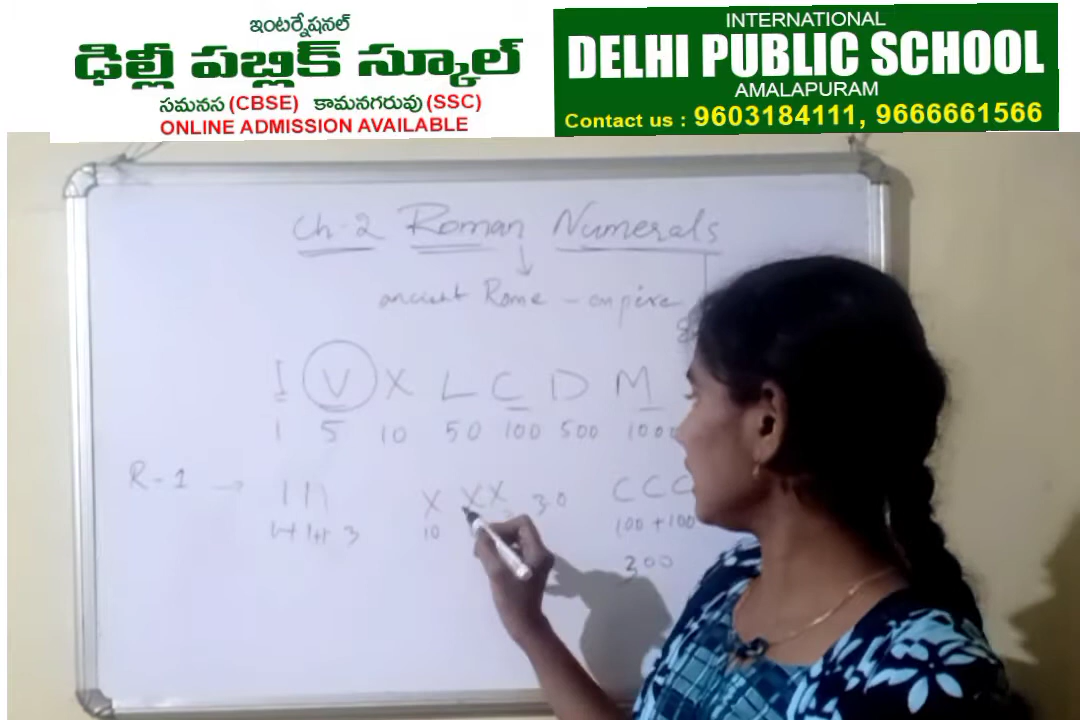 ఇంటర్నేషనల్
ఢిల్లీ పబ్లిక్ స్కూల్
సమనస (CBSE) కామనగరువు (SSC)
ONLINE ADMISSION AVAILABLE
INTERNATIONAL
DELHI PUBLIC SCHOOL
AMALAPURAM
Contact us : 9603184111, 9666661566
Ch-2 Roman Numerals
ancient Rome - empire
I V X L C D M
1 5 10 50 100 500 1000
R-1 → III XXX 30 CCC
1+1+1 3 10 100+100
300